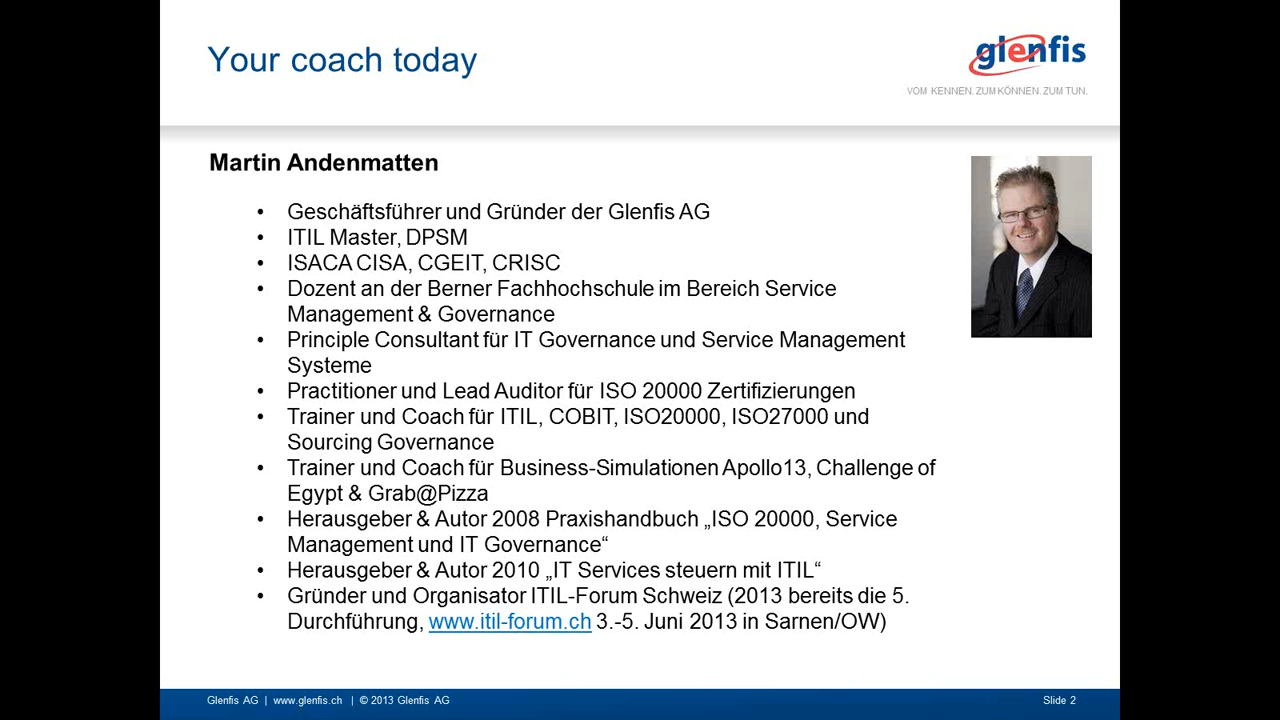 Your coach today
glenfis
VOM KENNEN. ZUM KÖNNEN. ZUM TUN.
Martin Andenmatten
• Geschäftsführer und Gründer der Glenfis AG
• ITIL Master, DPSM
• ISACA CISA, CGEIT, CRISC
• Dozent an der Berner Fachhochschule im Bereich Service
Management & Governance
• Principle Consultant für IT Governance und Service Management
Systeme
• Practitioner und Lead Auditor für ISO 20000 Zertifizierungen
• Trainer und Coach für ITIL, COBIT, ISO20000, ISO27000 und
Sourcing Governance
• Trainer und Coach für Business-Simulationen Apollo13, Challenge of
Egypt & Grab@Pizza
• Herausgeber & Autor 2008 Praxishandbuch „ISO 20000, Service
Management und IT Governance“
• Herausgeber & Autor 2010 „IT Services steuern mit ITIL“
• Gründer und Organisator ITIL-Forum Schweiz (2013 bereits die 5.
Durchführung, www.itil-forum.ch 3.-5. Juni 2013 in Sarnen/OW)
Glenfis AG | www.glenfis.ch | © 2013 Glenfis AG
Slide 2